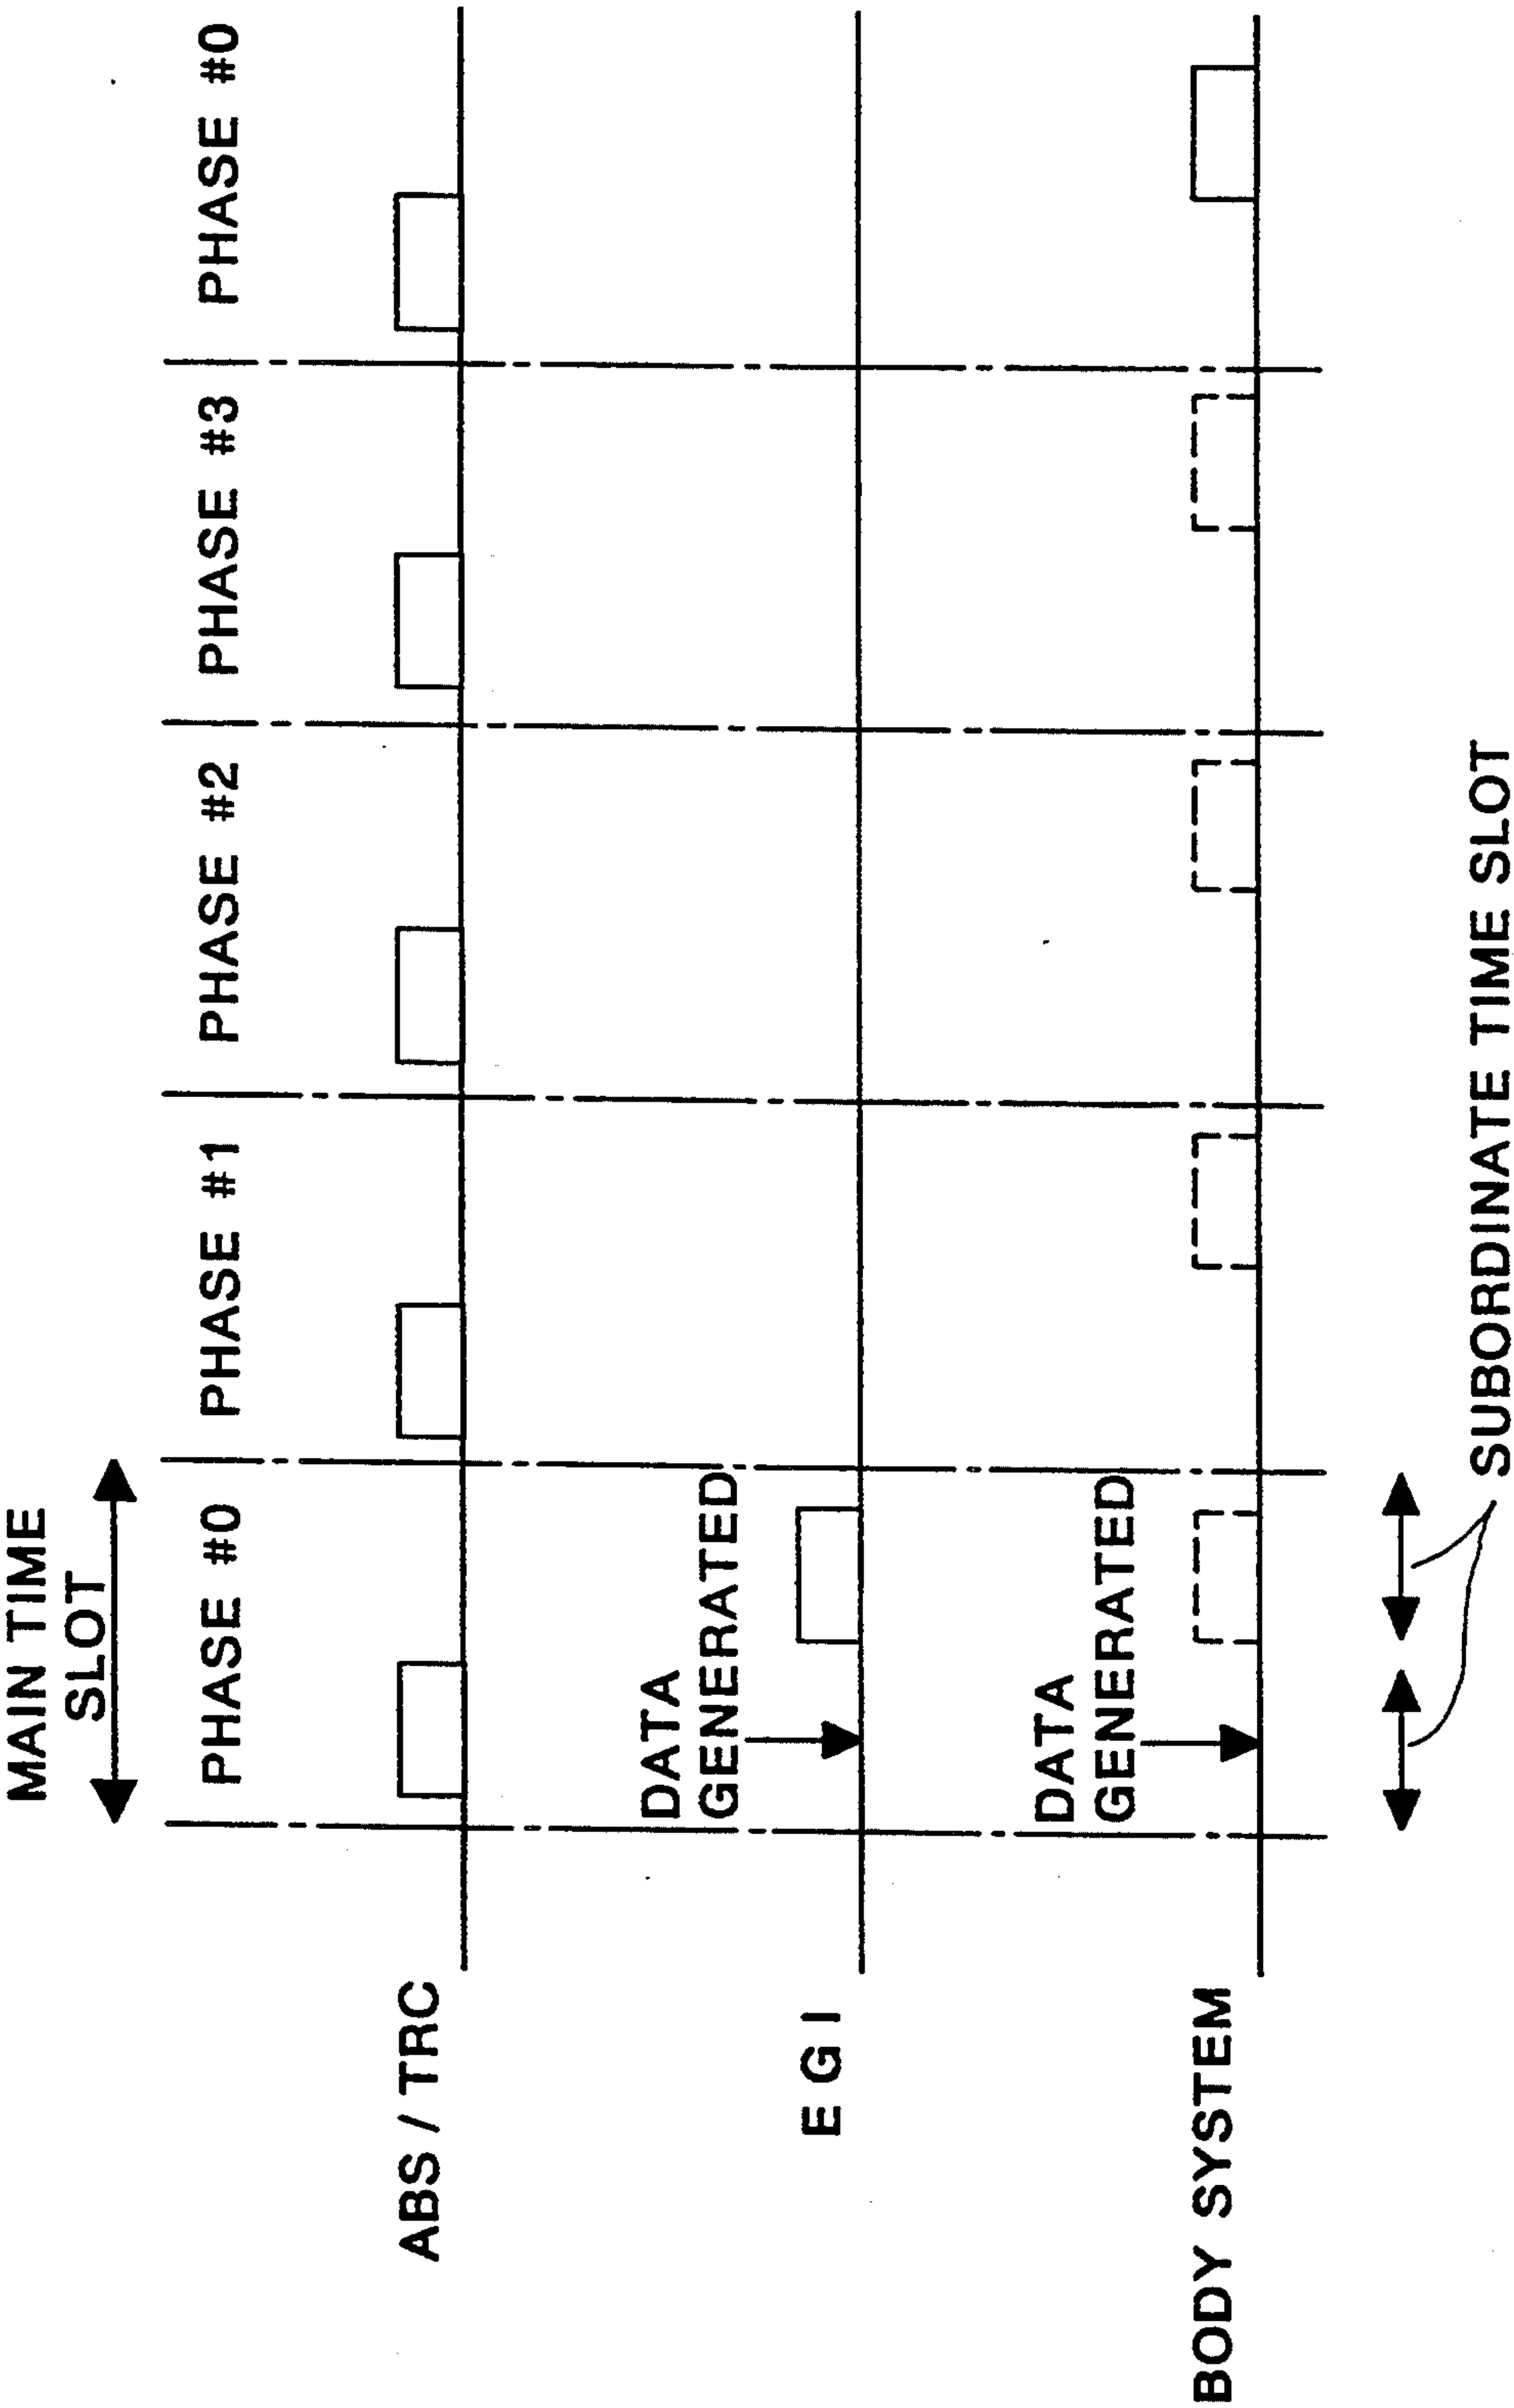 MAIN TIME
SLOT
PHASE #0
PHASE #1
PHASE #2
PHASE #3
PHASE #0
ABS / TRC
DATA
GENERATED
E G I
DATA
GENERATED
BODY SYSTEM
SUBORDINATE TIME SLOT